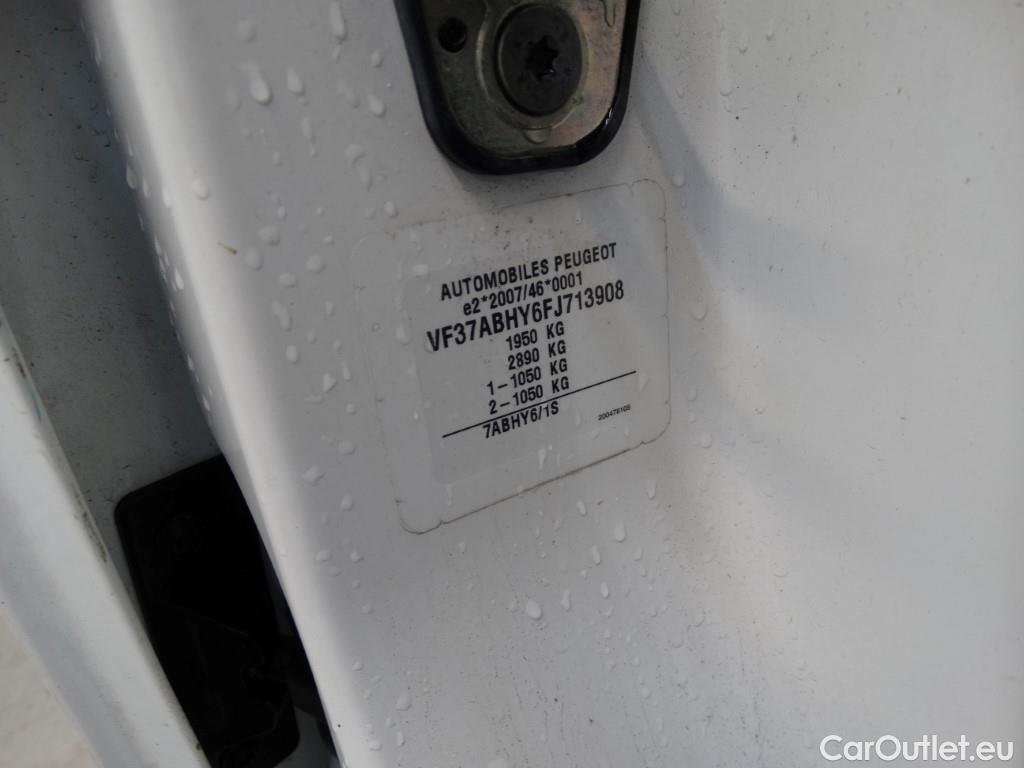 AUTOMOBILES PEUGEOT
e2*2007/46*0001
VF37ABHY6FJ713908
1950 KG
2890 KG
1-1050 KG
2-1050 KG
7ABHY6/1S
CarOutlet.eu